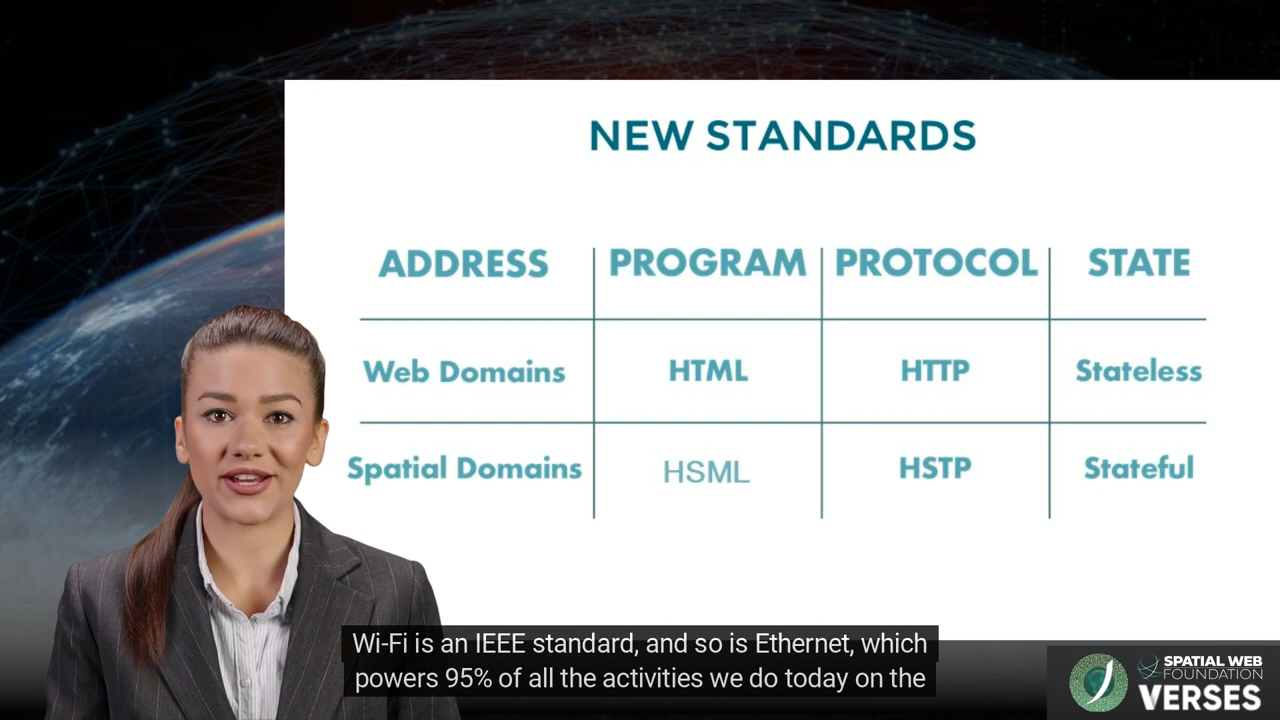 NEW STANDARDS
ADDRESS PROGRAM PROTOCOL STATE
Web Domains HTML HTTP Stateless
Spatial Domains HSML HSTP Stateful
Wi-Fi is an IEEE standard, and so is Ethernet, which
powers 95% of all the activities we do today on the
SPATIAL WEB
FOUNDATION
VERSES